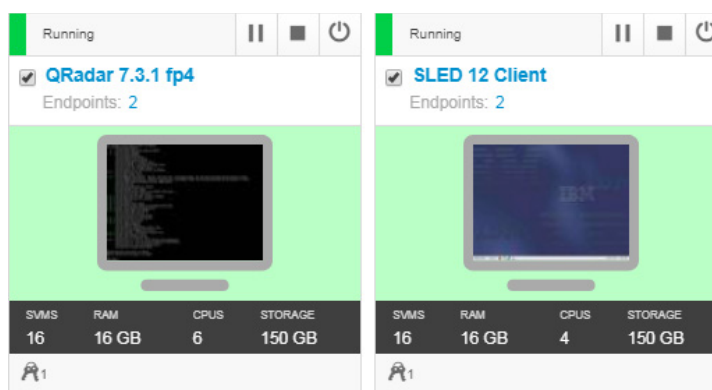 Running
QRadar 7.3.1 fp4
Endpoints: 2
SVMS RAM CPUS STORAGE
16 16 GB 6 150 GB
1
Running
SLED 12 Client
Endpoints: 2
IBM
SVMS RAM CPUS STORAGE
16 16 GB 4 150 GB
1